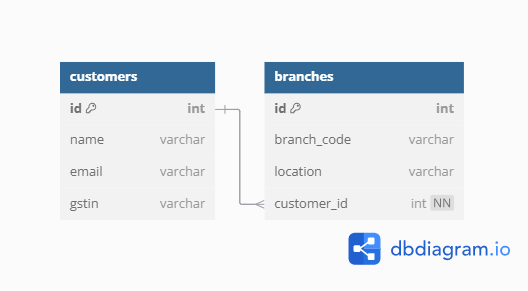 customers
id int
name varchar
email varchar
gstin varchar
branches
id int
branch_code varchar
location varchar
customer_id int NN
dbdiagram.io